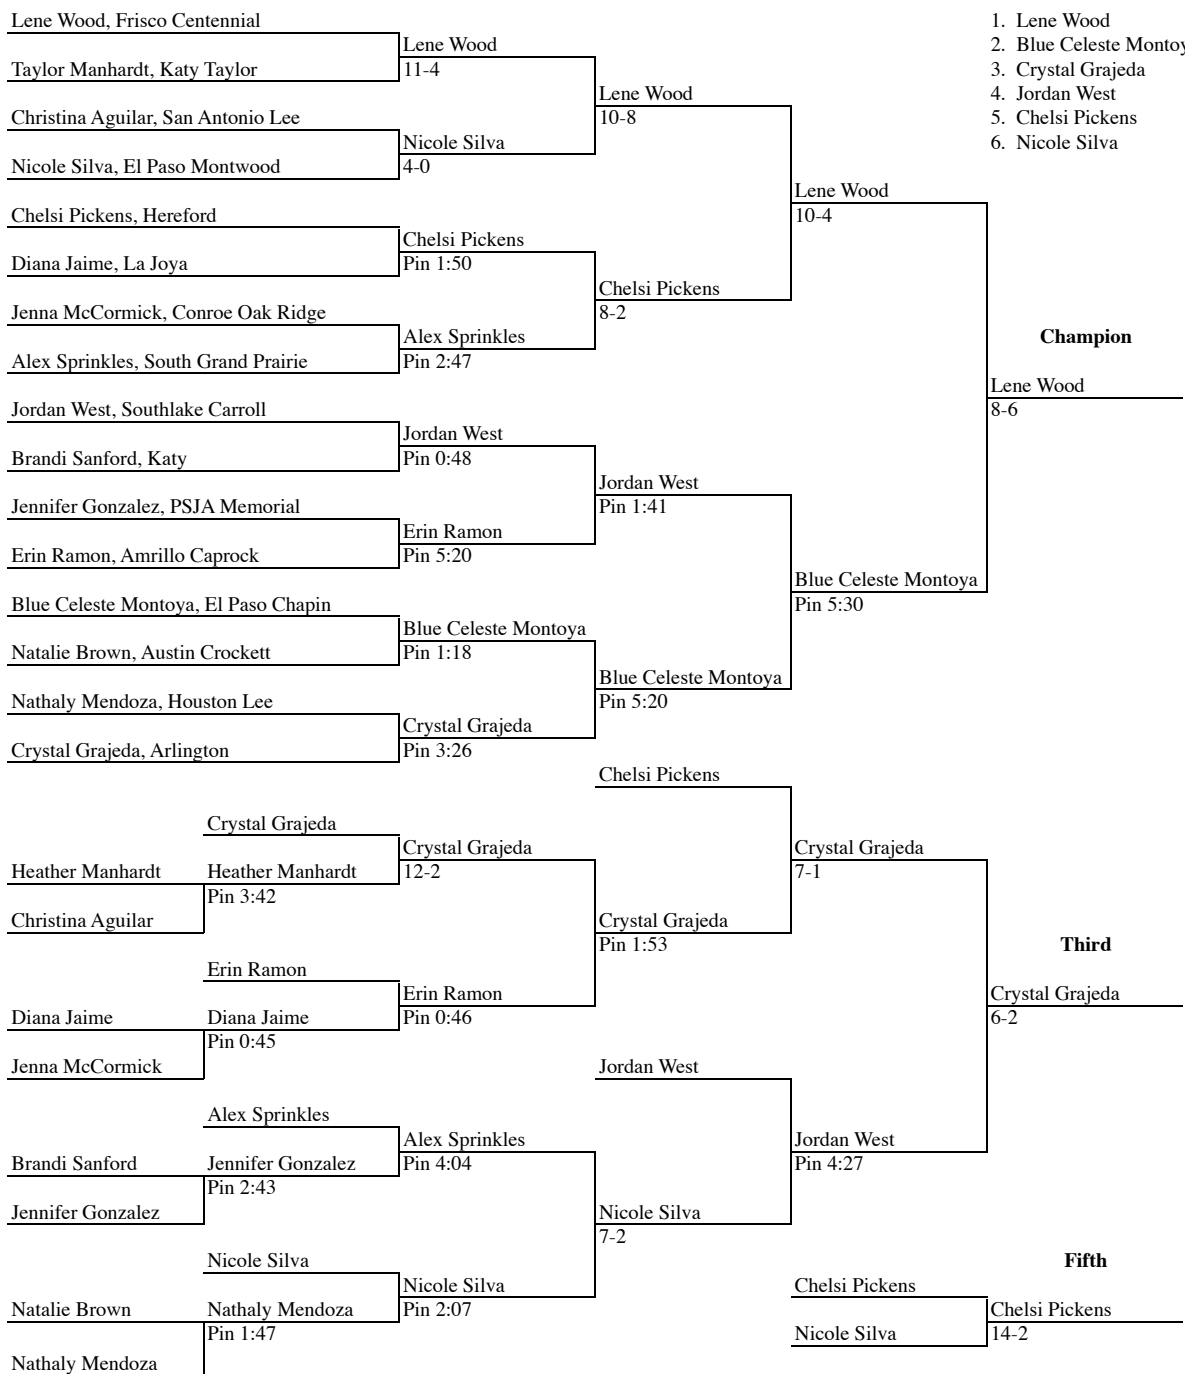 Lene Wood, Frisco Centennial
Taylor Manhardt, Katy Taylor
Christina Aguilar, San Antonio Lee
Nicole Silva, El Paso Montwood
Chelsi Pickens, Hereford
Diana Jaime, La Joya
Jenna McCormick, Conroe Oak Ridge
Alex Sprinkles, South Grand Prairie
Jordan West, Southlake Carroll
Brandi Sanford, Katy
Jennifer Gonzalez, PSJA Memorial
Erin Ramon, Amrillo Caprock
Blue Celeste Montoya, El Paso Chapin
Natalie Brown, Austin Crockett
Nathaly Mendoza, Houston Lee
Crystal Grajeda, Arlington
Lene Wood
11-4
Nicole Silva
4-0
Chelsi Pickens
Pin 1:50
Alex Sprinkles
Pin 2:47
Jordan West
Pin 0:48
Erin Ramon
Pin 5:20
Blue Celeste Montoya
Pin 1:18
Crystal Grajeda
Pin 3:26
Lene Wood
10-8
Chelsi Pickens
8-2
Jordan West
Pin 1:41
Blue Celeste Montoya
Pin 5:20
Lene Wood
10-4
Blue Celeste Montoya
Pin 5:30
Champion
Lene Wood
8-6
1. Lene Wood
2. Blue Celeste Montoy
3. Crystal Grajeda
4. Jordan West
5. Chelsi Pickens
6. Nicole Silva
Heather Manhardt
Christina Aguilar
Diana Jaime
Jenna McCormick
Brandi Sanford
Jennifer Gonzalez
Natalie Brown
Nathaly Mendoza
Crystal Grajeda
Heather Manhardt
Pin 3:42
Erin Ramon
Diana Jaime
Pin 0:45
Alex Sprinkles
Jennifer Gonzalez
Pin 2:43
Nicole Silva
Nathaly Mendoza
Pin 1:47
Crystal Grajeda
12-2
Erin Ramon
Pin 0:46
Alex Sprinkles
Pin 4:04
Nicole Silva
Pin 2:07
Chelsi Pickens
Crystal Grajeda
Pin 1:53
Jordan West
Nicole Silva
7-2
Crystal Grajeda
7-1
Jordan West
Pin 4:27
Third
Crystal Grajeda
6-2
Fifth
Chelsi Pickens
Nicole Silva
Chelsi Pickens
14-2